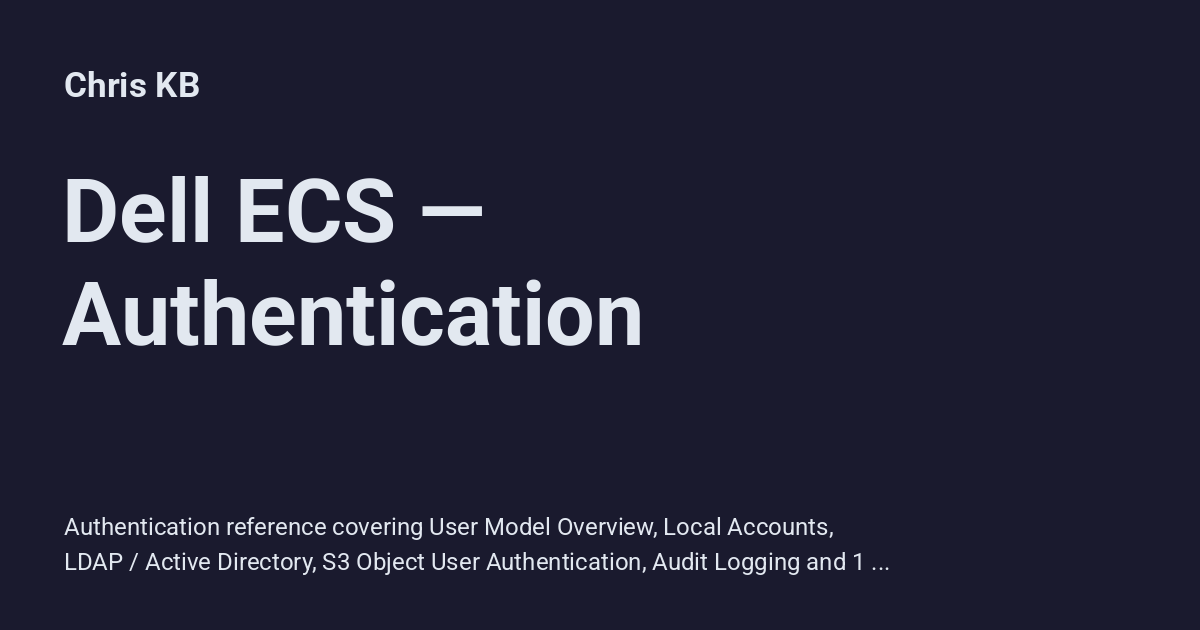 Chris KB
Dell ECS —
Authentication
Authentication reference covering User Model Overview, Local Accounts,
LDAP / Active Directory, S3 Object User Authentication, Audit Logging and 1 ...